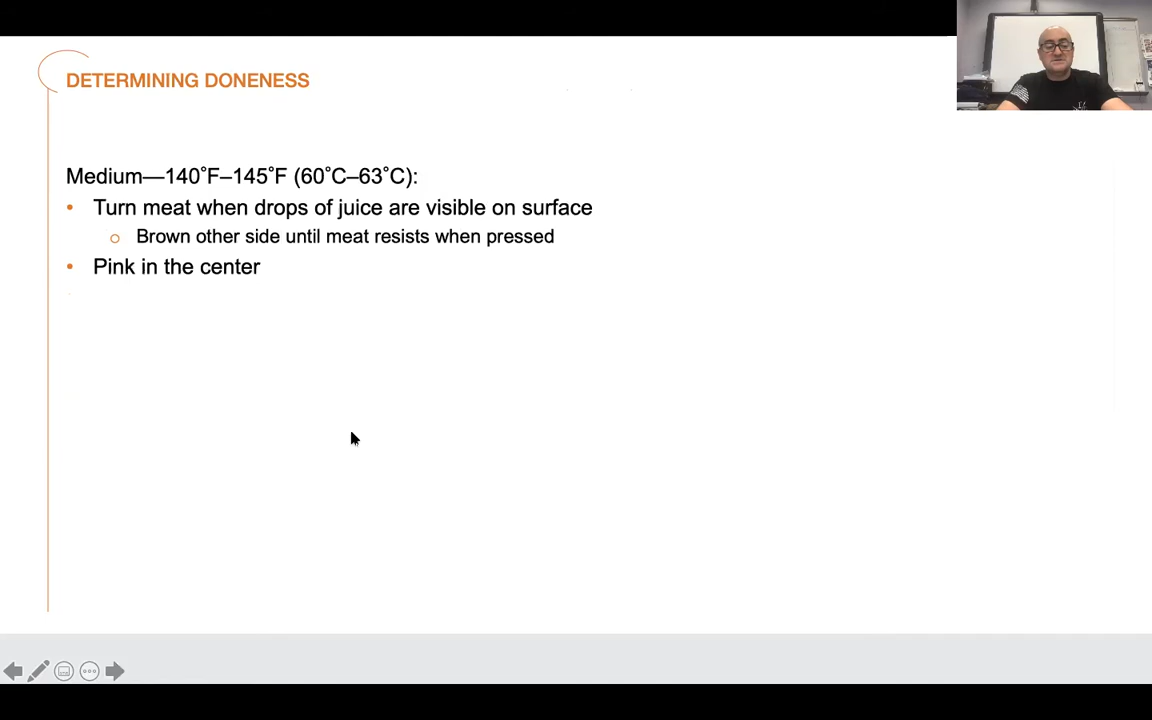 DETERMINING DONENESS
Medium—140˚F–145˚F (60˚C–63˚C):
• Turn meat when drops of juice are visible on surface
o Brown other side until meat resists when pressed
• Pink in the center